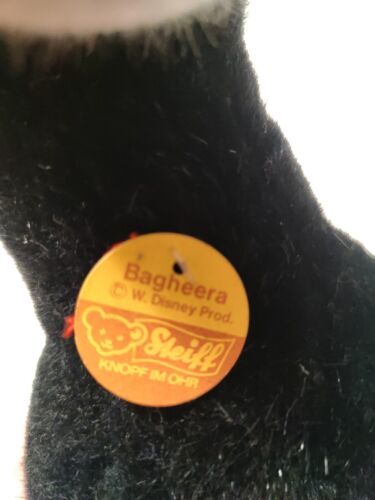 Bagheera
© W. Disney Prod.
Steiff
KNOPF IM OHR